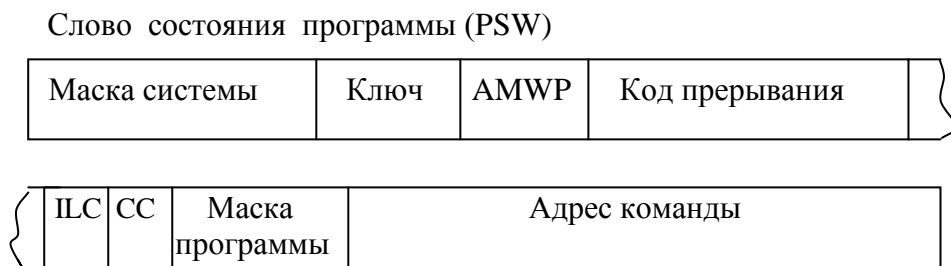 Слово состояния программы (PSW)
Маска системы Ключ AMWP Код прерывания
ILC CC Маска программы Адрес команды